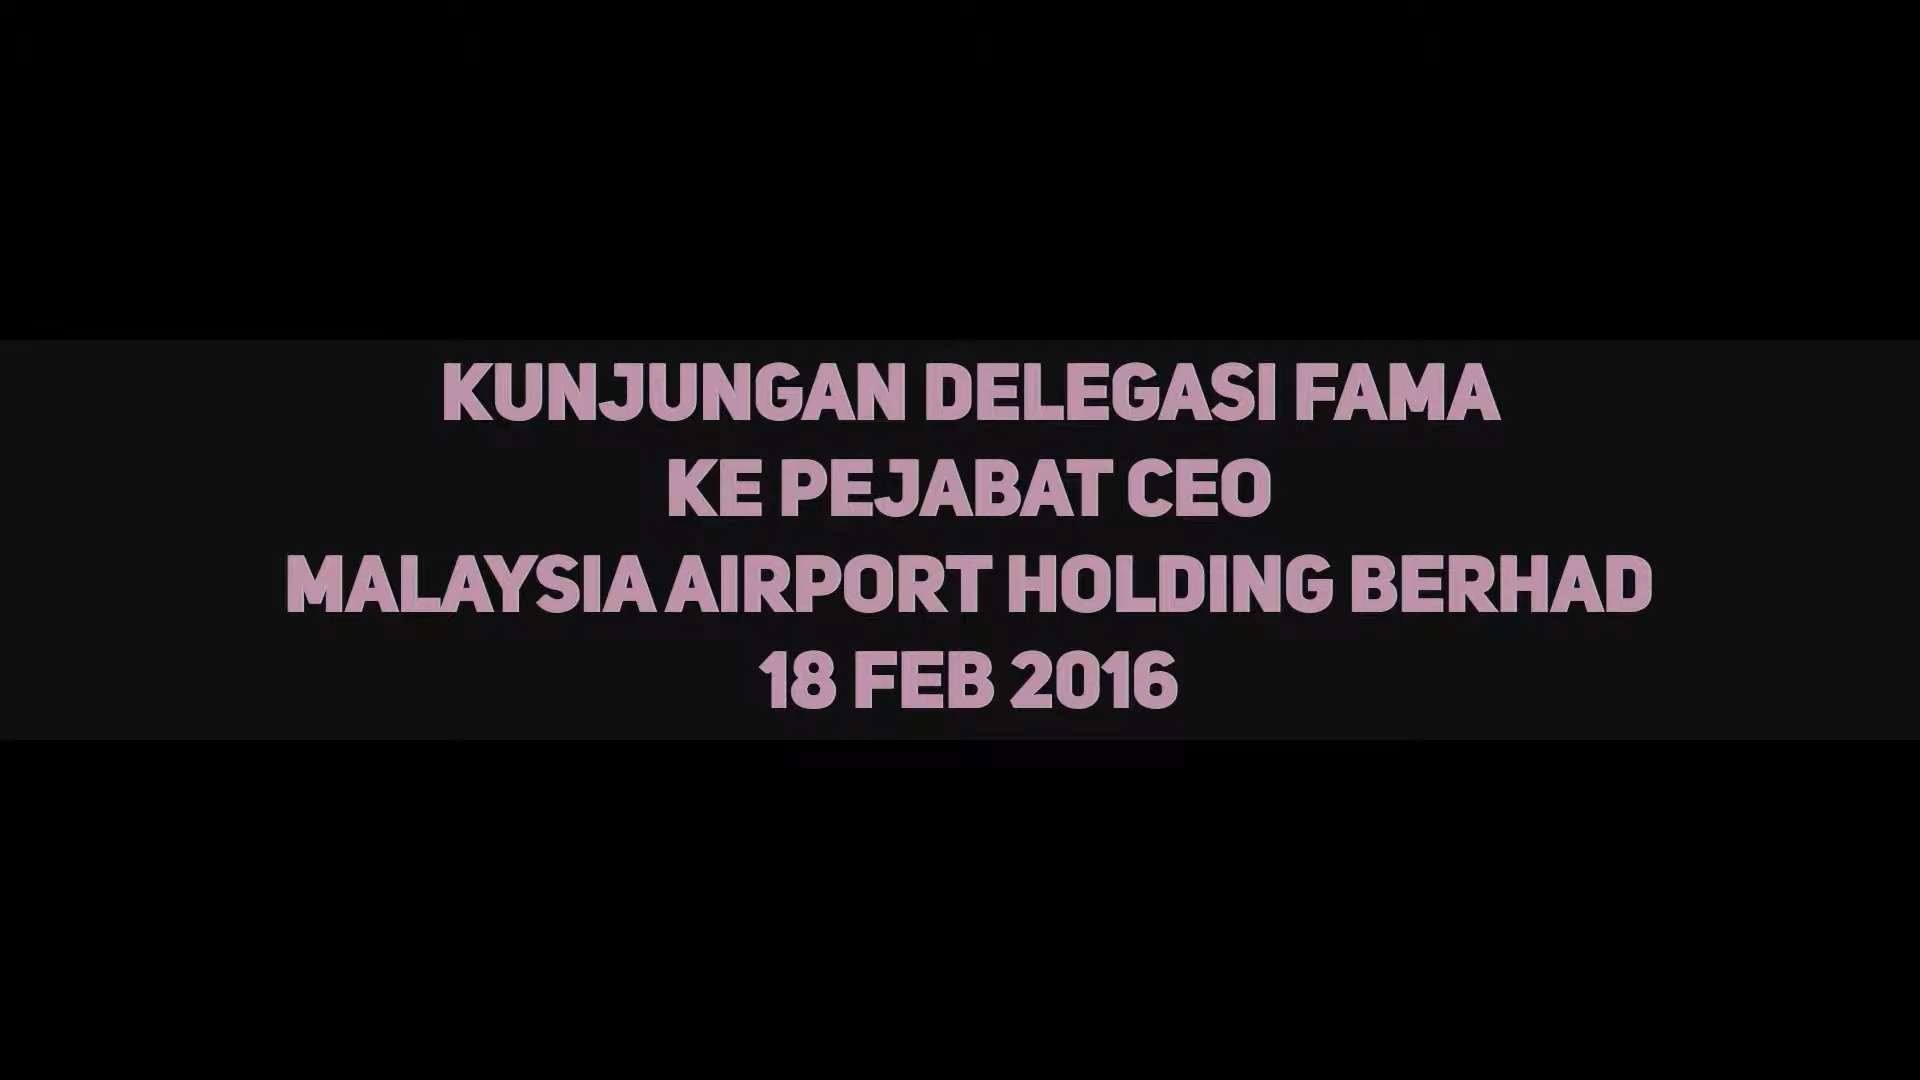 KUNJUNGAN DELEGASI FAMA
KE PEJABAT CEO
MALAYSIA AIRPORT HOLDING BERHAD
18 FEB 2016